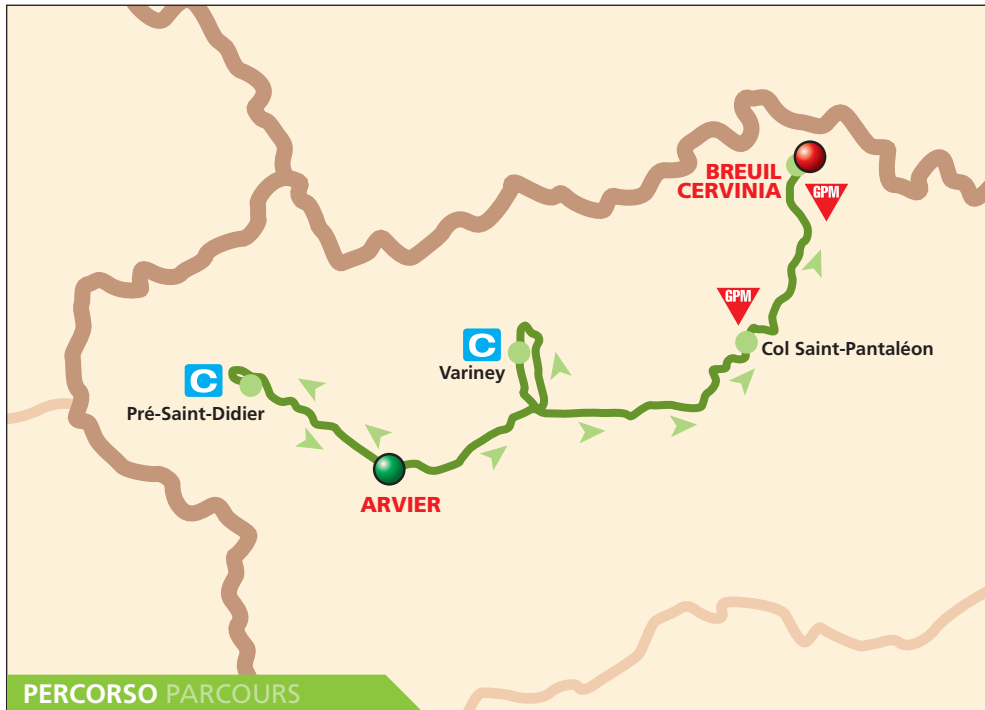 BREUIL
CERVINIA
GPM
GPM
Col Saint-Pantaléon
C
Variney
C
Pré-Saint-Didier
ARVIER
PERCORSO PARCOURS